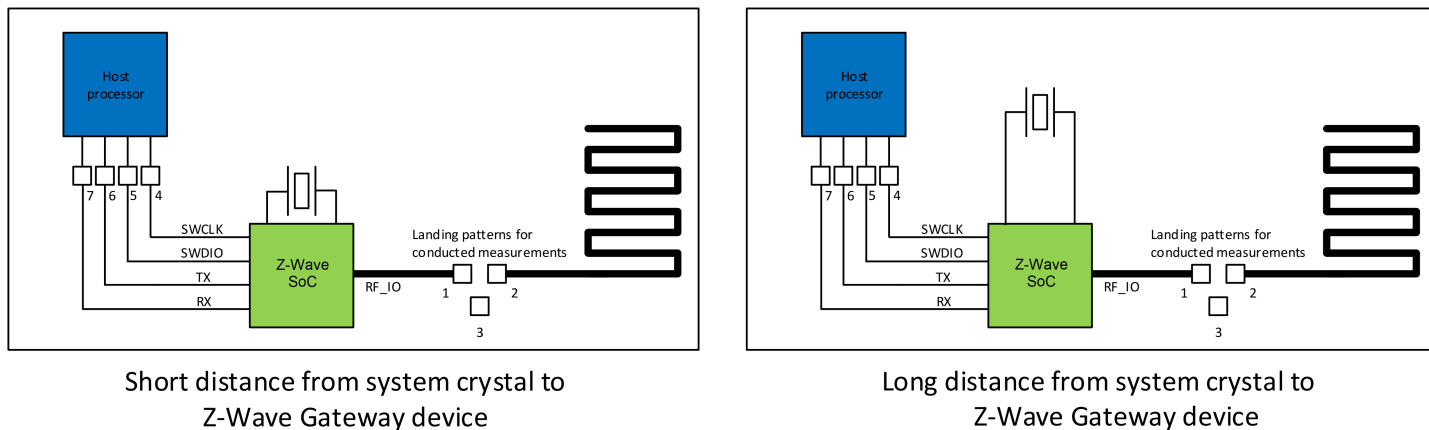 Host
processor
7 6 5 4
SWCLK
SWDIO
TX
RX
Z-Wave
SoC
RF_IO
Landing patterns for
conducted measurements
1 2
3
Short distance from system crystal to
Z-Wave Gateway device
Host
processor
7 6 5 4
SWCLK
SWDIO
TX
RX
Z-Wave
SoC
RF_IO
Landing patterns for
conducted measurements
1 2
3
Long distance from system crystal to
Z-Wave Gateway device